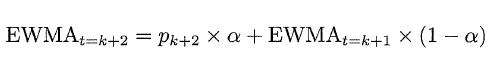 EWMA_{t=k+2} = p_{k+2} × α + EWMA_{t=k+1} × (1 − α)